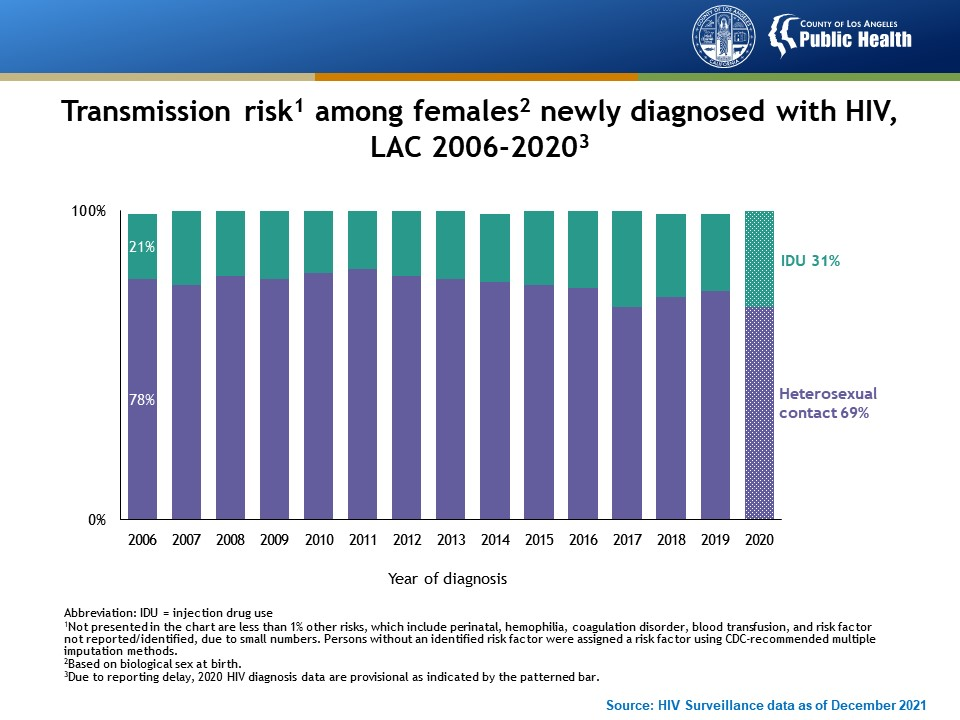 COUNTY OF LOS ANGELES
Public Health
Transmission risk¹ among females² newly diagnosed with HIV,
LAC 2006-2020³
100%
21%
IDU 31%
78%
Heterosexual
contact 69%
0%
2006 2007 2008 2009 2010 2011 2012 2013 2014 2015 2016 2017 2018 2019 2020
Year of diagnosis
Abbreviation: IDU = injection drug use
¹Not presented in the chart are less than 1% other risks, which include perinatal, hemophilia, coagulation disorder, blood transfusion, and risk factor
not reported/identified, due to small numbers. Persons without an identified risk factor were assigned a risk factor using CDC-recommended multiple
imputation methods.
²Based on biological sex at birth.
³Due to reporting delay, 2020 HIV diagnosis data are provisional as indicated by the patterned bar.
Source: HIV Surveillance data as of December 2021